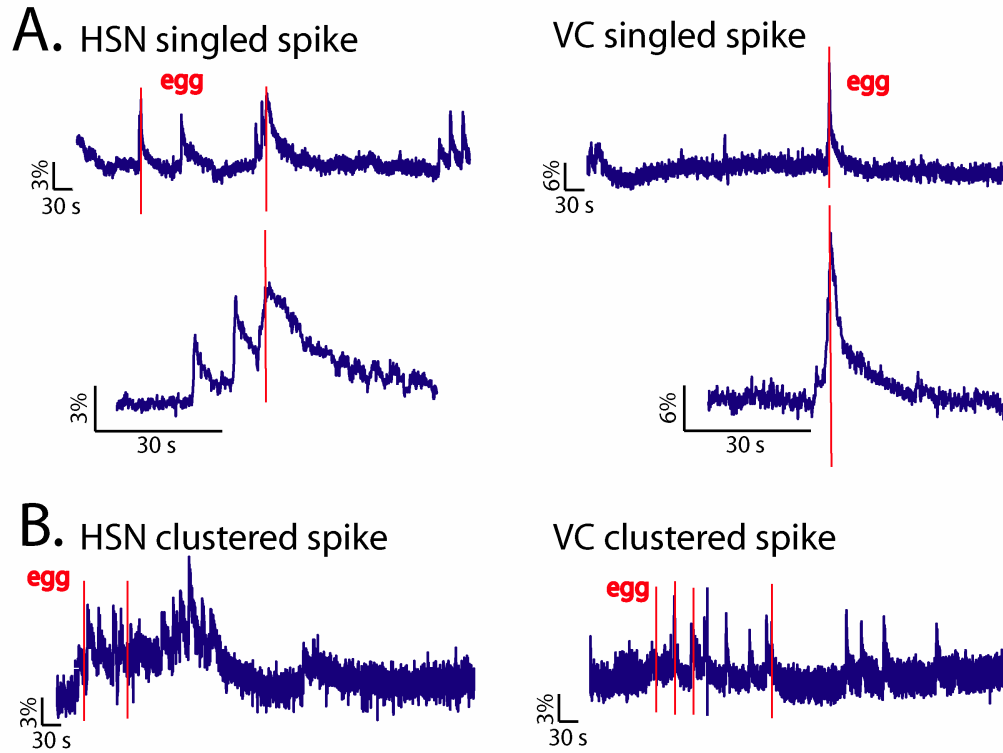 A. HSN singled spike
VC singled spike
egg
egg
3%
30 s
6%
30 s
3%
30 s
6%
30 s
B. HSN clustered spike
VC clustered spike
egg
egg
3%
30 s
3%
30 s